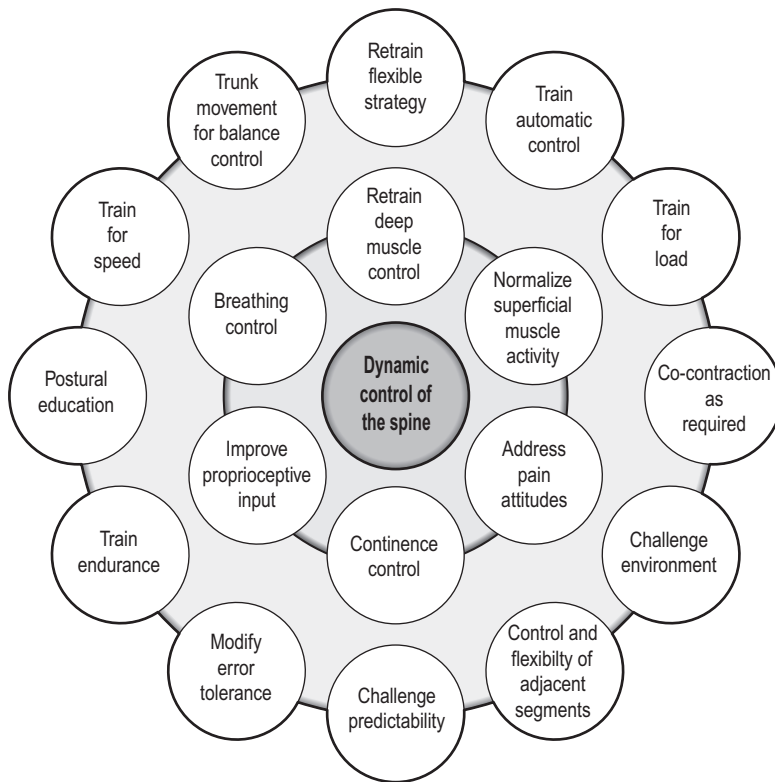 Retrain
flexible
strategy
Train
automatic
control
Train
for
load
Co-contraction
as
required
Challenge
environment
Control and
flexibilty of
adjacent
segments
Challenge
predictability
Modify
error
tolerance
Train
endurance
Postural
education
Train
for
speed
Trunk
movement
for balance
control
Retrain
deep
muscle
control
Normalize
superficial
muscle
activity
Address
pain
attitudes
Continence
control
Improve
proprioceptive
input
Breathing
control
Dynamic
control of
the spine